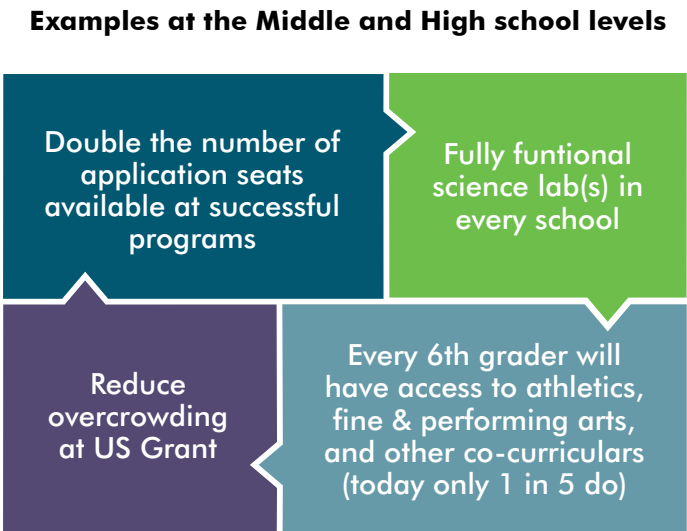 Examples at the Middle and High school levels
Double the number of
application seats
available at successful
programs
Fully funtional
science lab(s) in
every school
Reduce
overcrowding
at US Grant
Every 6th grader will
have access to athletics,
fine & performing arts,
and other co-curriculars
(today only 1 in 5 do)